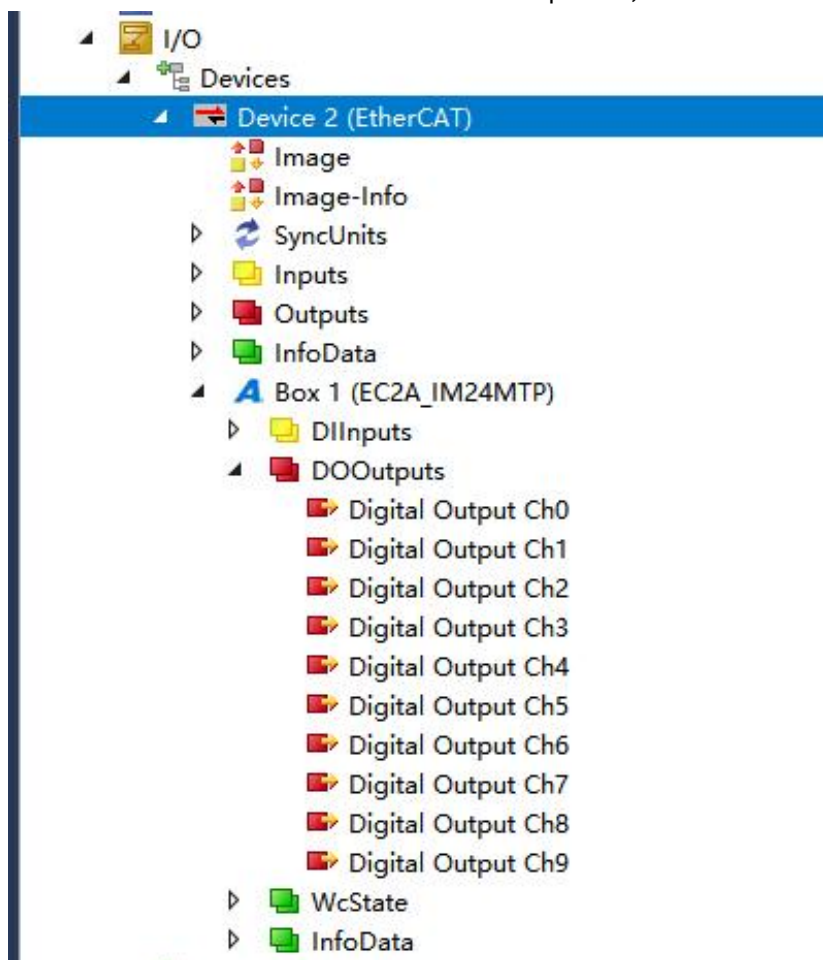 I/O
Devices
Device 2 (EtherCAT)
Image
Image-Info
SyncUnits
Inputs
Outputs
InfoData
Box 1 (EC2A_IM24MTP)
DIInputs
DOOutputs
Digital Output Ch0
Digital Output Ch1
Digital Output Ch2
Digital Output Ch3
Digital Output Ch4
Digital Output Ch5
Digital Output Ch6
Digital Output Ch7
Digital Output Ch8
Digital Output Ch9
WcState
InfoData